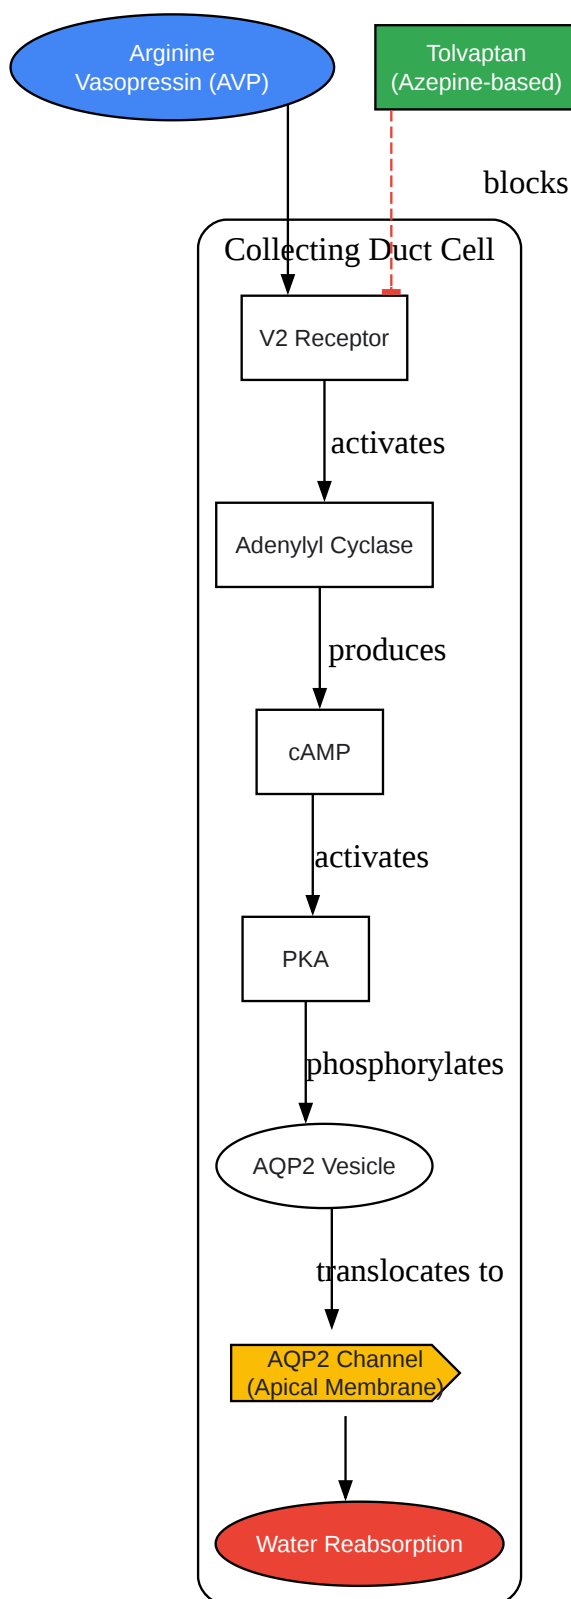 Arginine
Vasopressin (AVP)
Tolvaptan
(Azepine-based)
blocks
Collecting Duct Cell
V2 Receptor
activates
Adenylyl Cyclase
produces
cAMP
activates
PKA
phosphorylates
AQP2 Vesicle
translocates to
AQP2 Channel
(Apical Membrane)
Water Reabsorption